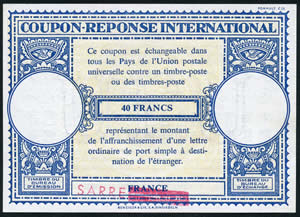 COUPON-REPONSE INTERNATIONAL
Ce coupon est échangeable dans
tous les Pays de l'Union postale
universelle contre un timbre-poste
ou des timbres-poste
40 FRANCS
représentant le montant
de l'affranchissement d'une lettre
ordinaire de port simple à desti-
nation de l'étranger.
TIMBRE DU
BUREAU
D'ÉMISSION
SARRE
FRANCE
TIMBRE DU
BUREAU
D'ÉCHANGE